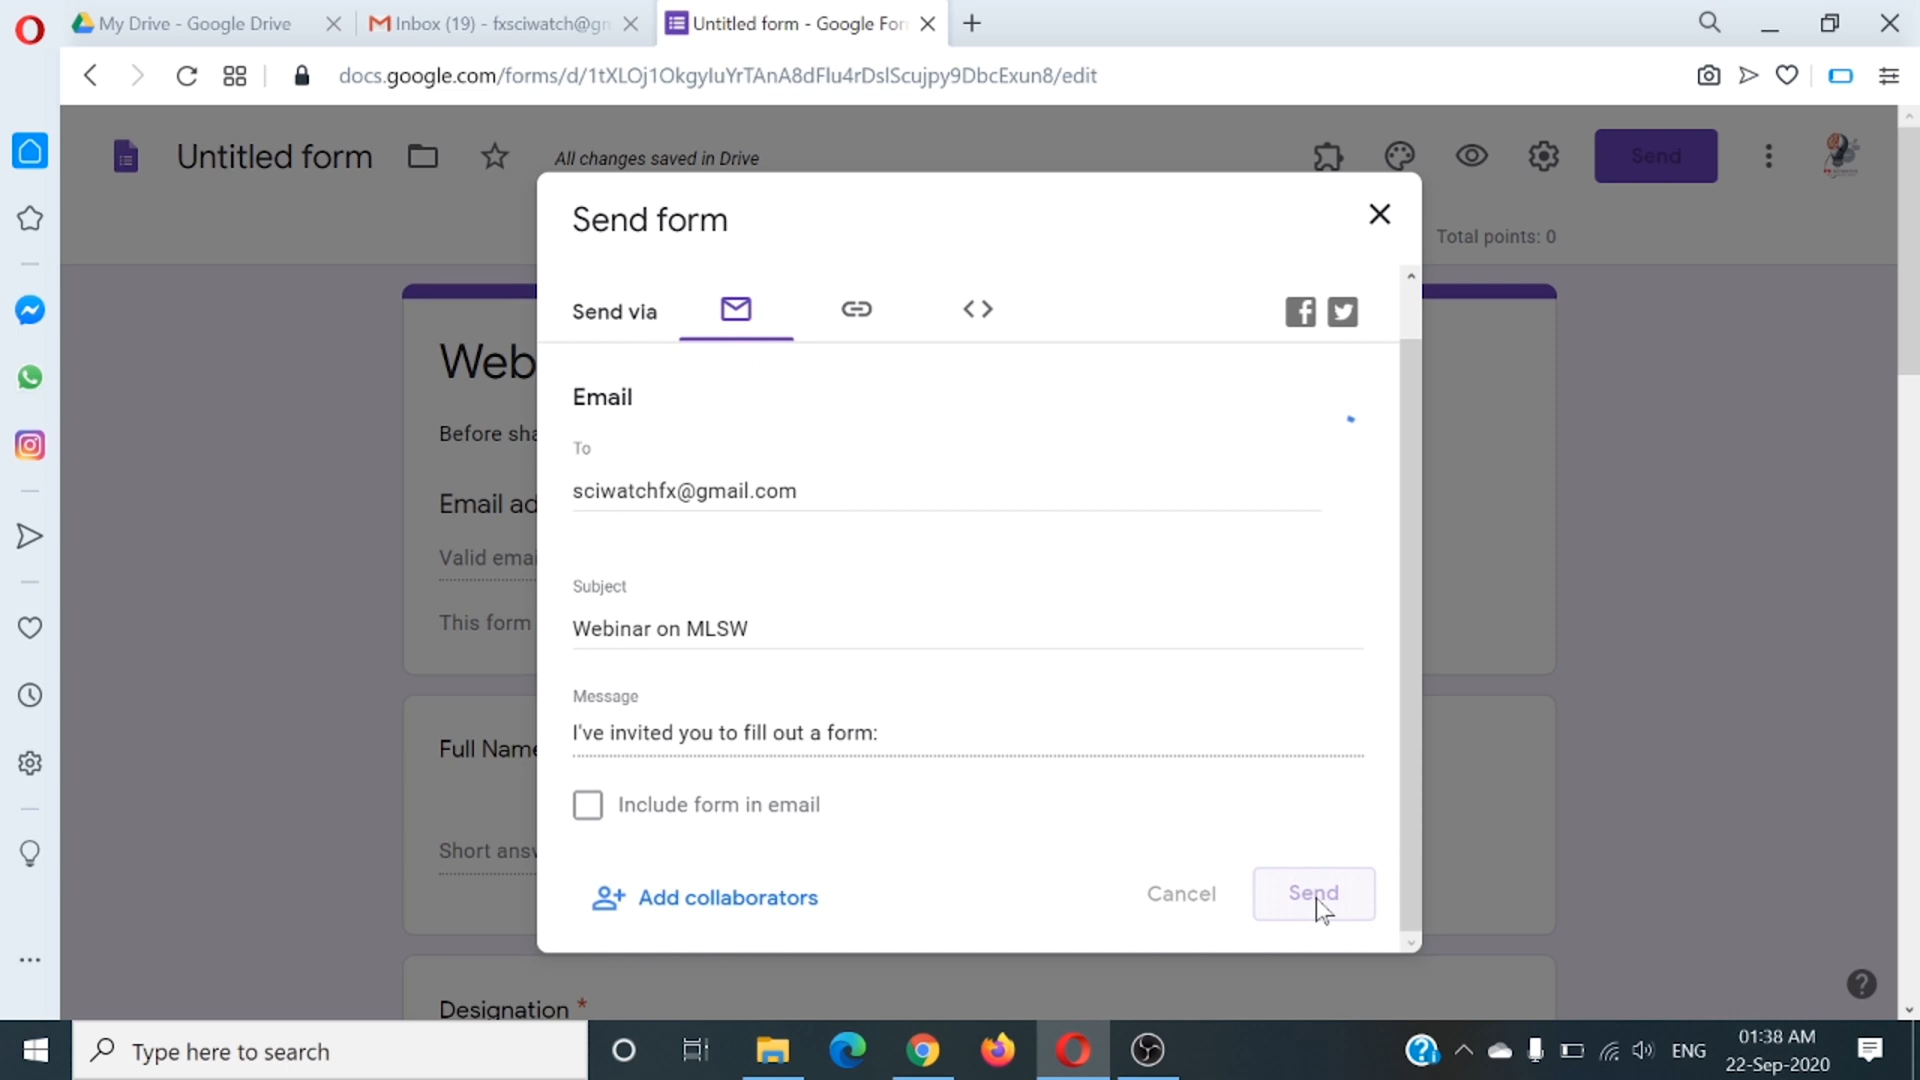 My Drive - Google Drive
Inbox (19) - fxsciwatch@gn
Untitled form - Google For
docs.google.com/forms/d/1tXLOj1OkgyIuYrTAnA8dFlu4rDslScujpy9DbcExun8/edit
Untitled form
All changes saved in Drive
Send
Send form
Total points: 0
Send via
Web
Email
Before sha
To
sciwatchfx@gmail.com
Email ad
Valid emai
Subject
This form
Webinar on MLSW
Message
I've invited you to fill out a form:
Full Name
Include form in email
Short answ
Add collaborators
Cancel
Send
Designation *
Type here to search
ENG
01:38 AM
22-Sep-2020